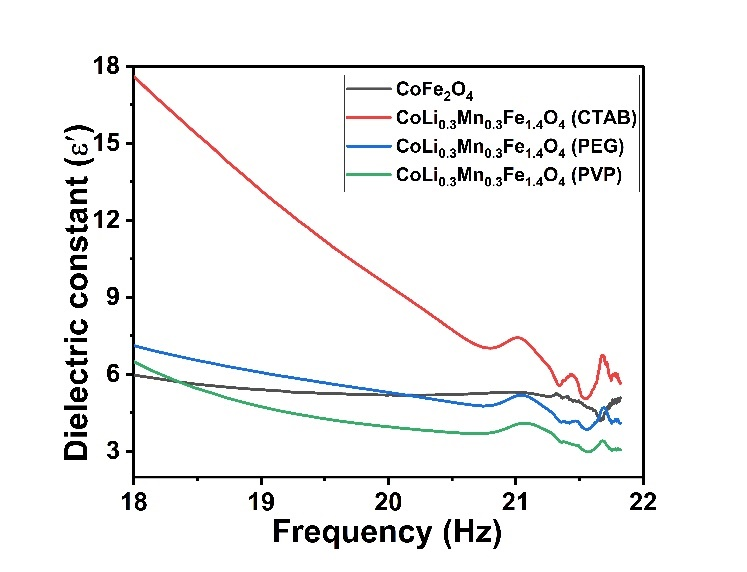 18
15
12
9
6
3
18
19
20
21
22
Dielectric constant (ε′)
Frequency (Hz)
CoFe₂O₄
CoLi₀.₃Mn₀.₃Fe₁.₄O₄ (CTAB)
CoLi₀.₃Mn₀.₃Fe₁.₄O₄ (PEG)
CoLi₀.₃Mn₀.₃Fe₁.₄O₄ (PVP)